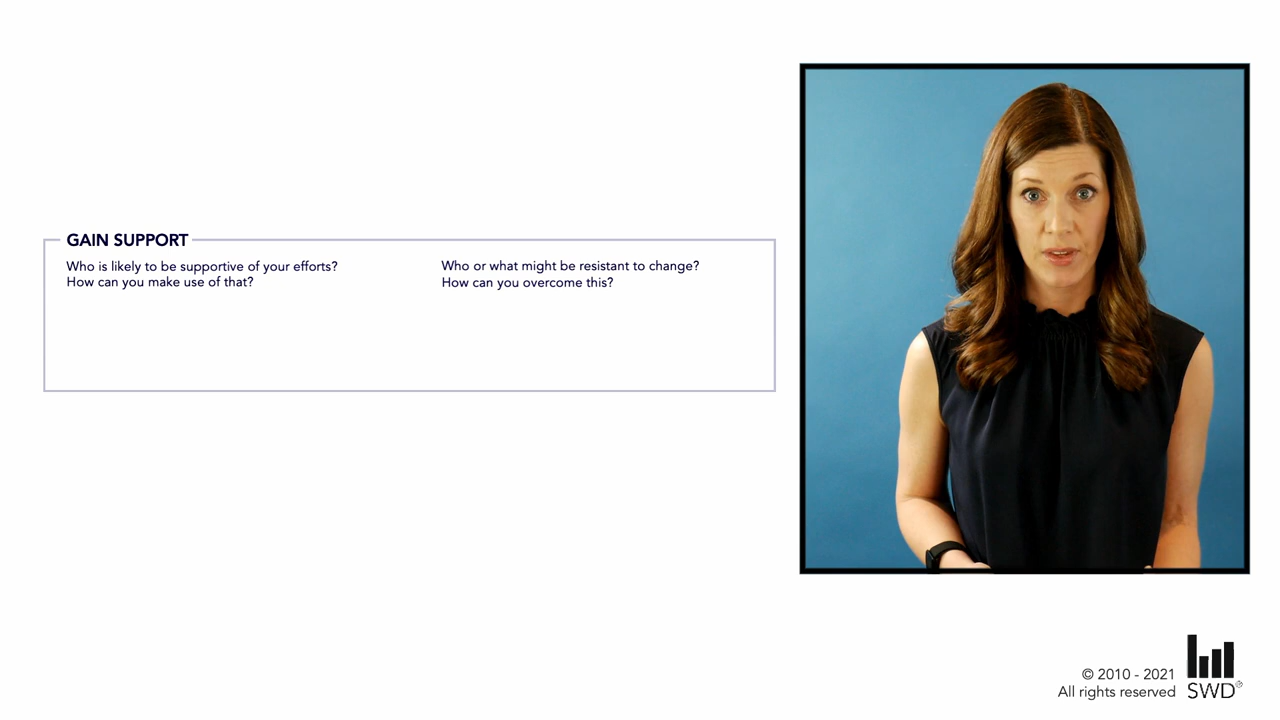 GAIN SUPPORT
Who is likely to be supportive of your efforts?
How can you make use of that?
Who or what might be resistant to change?
How can you overcome this?
© 2010 - 2021
All rights reserved
SWD®